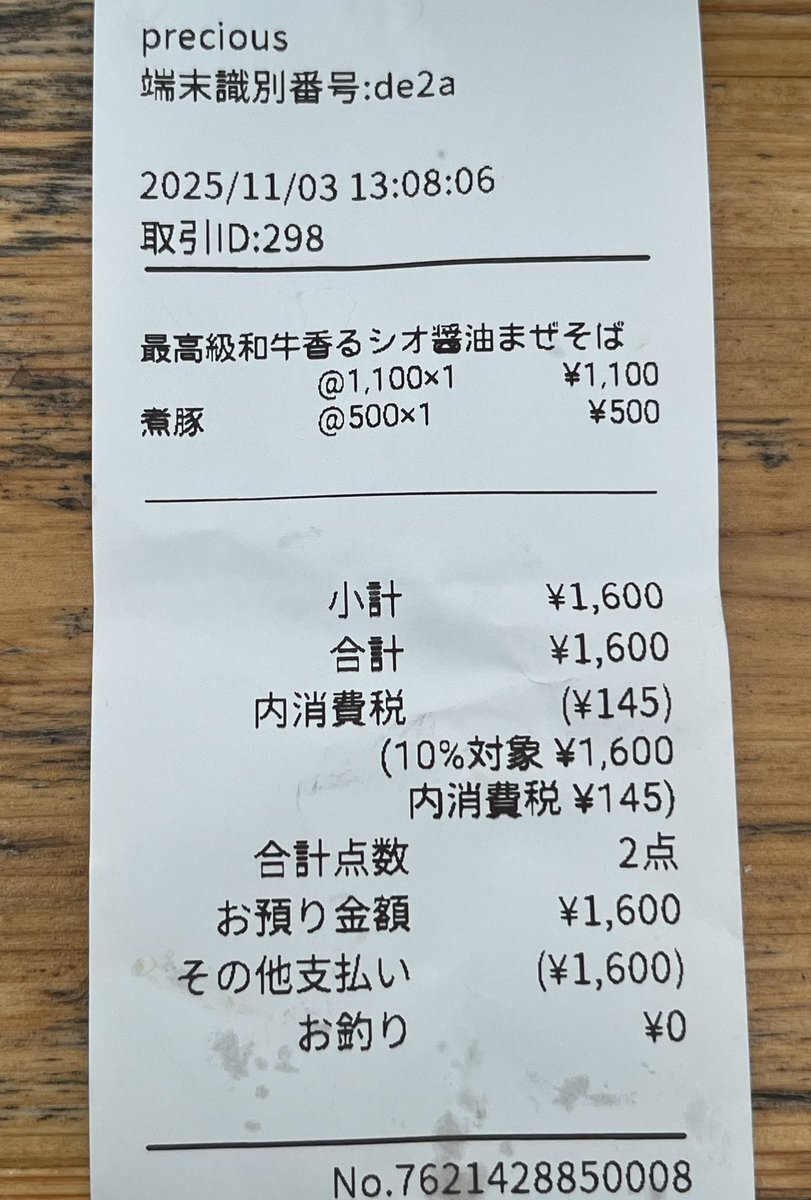 precious
端末識別番号:de2a
2025/11/03 13:08:06
取引ID:298
最高級和牛香るシオ醤油まぜそば
@1,100×1 ¥1,100
煮豚 @500×1 ¥500
小計 ¥1,600
合計 ¥1,600
内消費税 (¥145)
(10%対象 ¥1,600
内消費税 ¥145)
合計点数 2点
お預り金額 ¥1,600
その他支払い (¥1,600)
お釣り ¥0
No.7621428850008